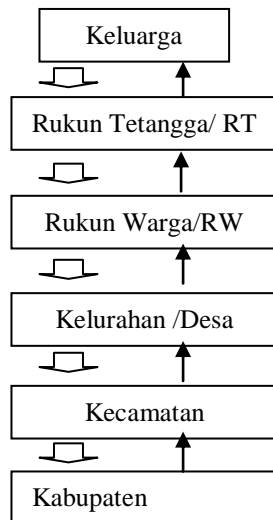 Keluarga
Rukun Tetangga/ RT
Rukun Warga/RW
Kelurahan /Desa
Kecamatan
Kabupaten